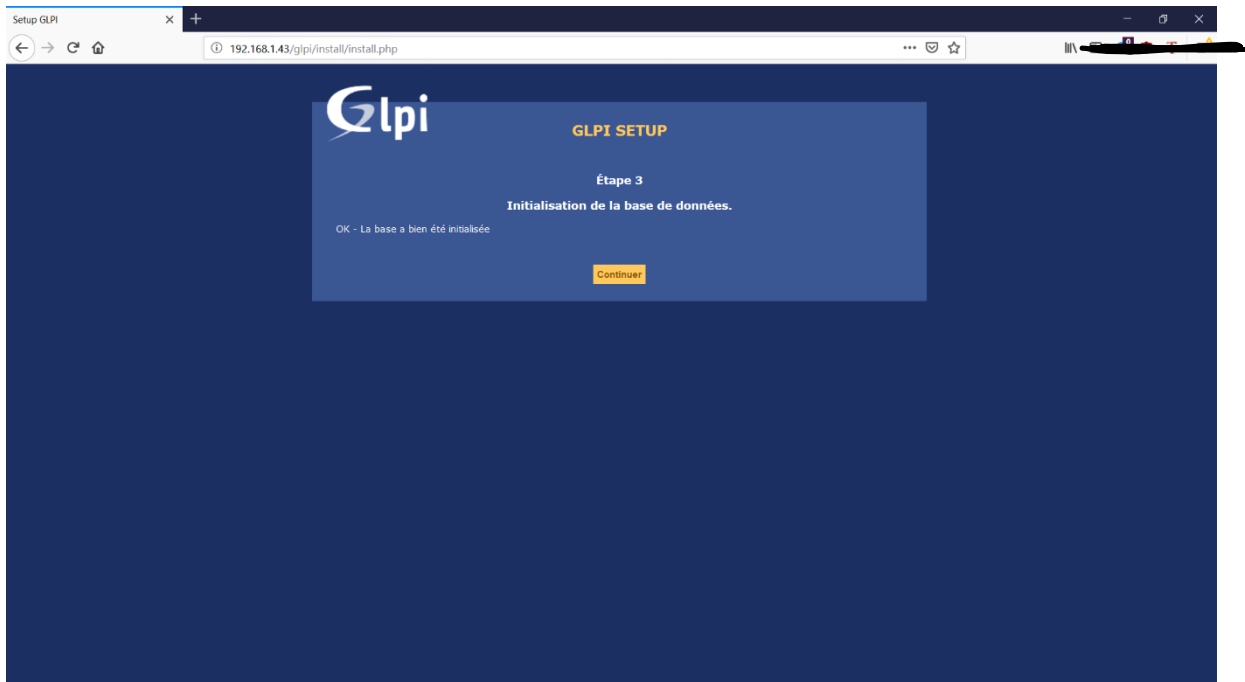 Setup GLPI
192.168.1.43/glpi/install/install.php
Glpi
GLPI SETUP
Étape 3
Initialisation de la base de données.
OK - La base a bien été initialisée
Continuer